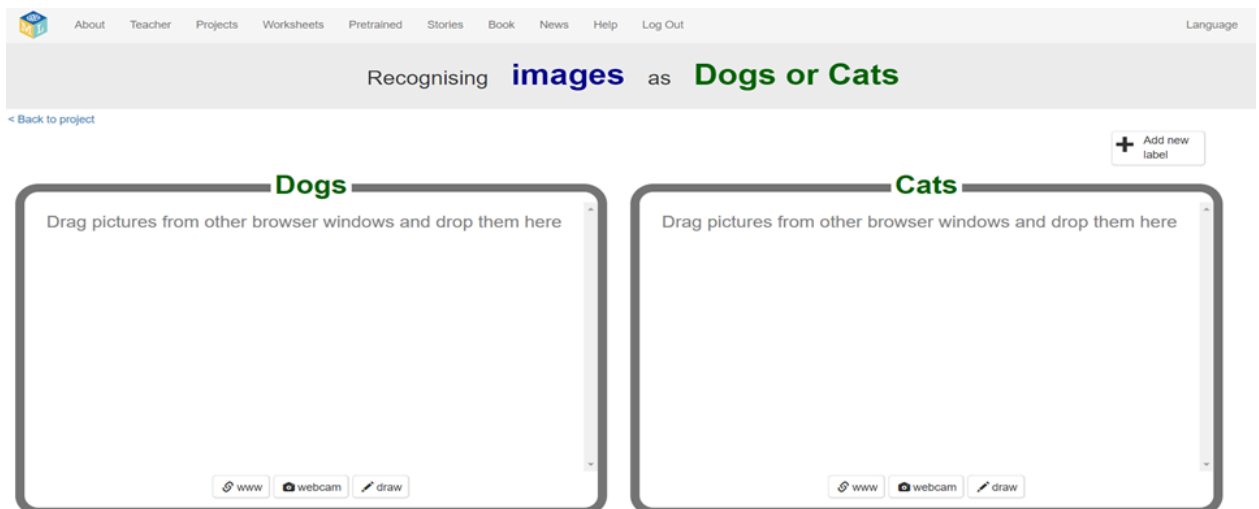 About Teacher Projects Worksheets Pretrained Stories Book News Help Log Out Language
Recognising images as Dogs or Cats
< Back to project
Add new
label
Dogs
Drag pictures from other browser windows and drop them here
www webcam draw
Cats
Drag pictures from other browser windows and drop them here
www webcam draw